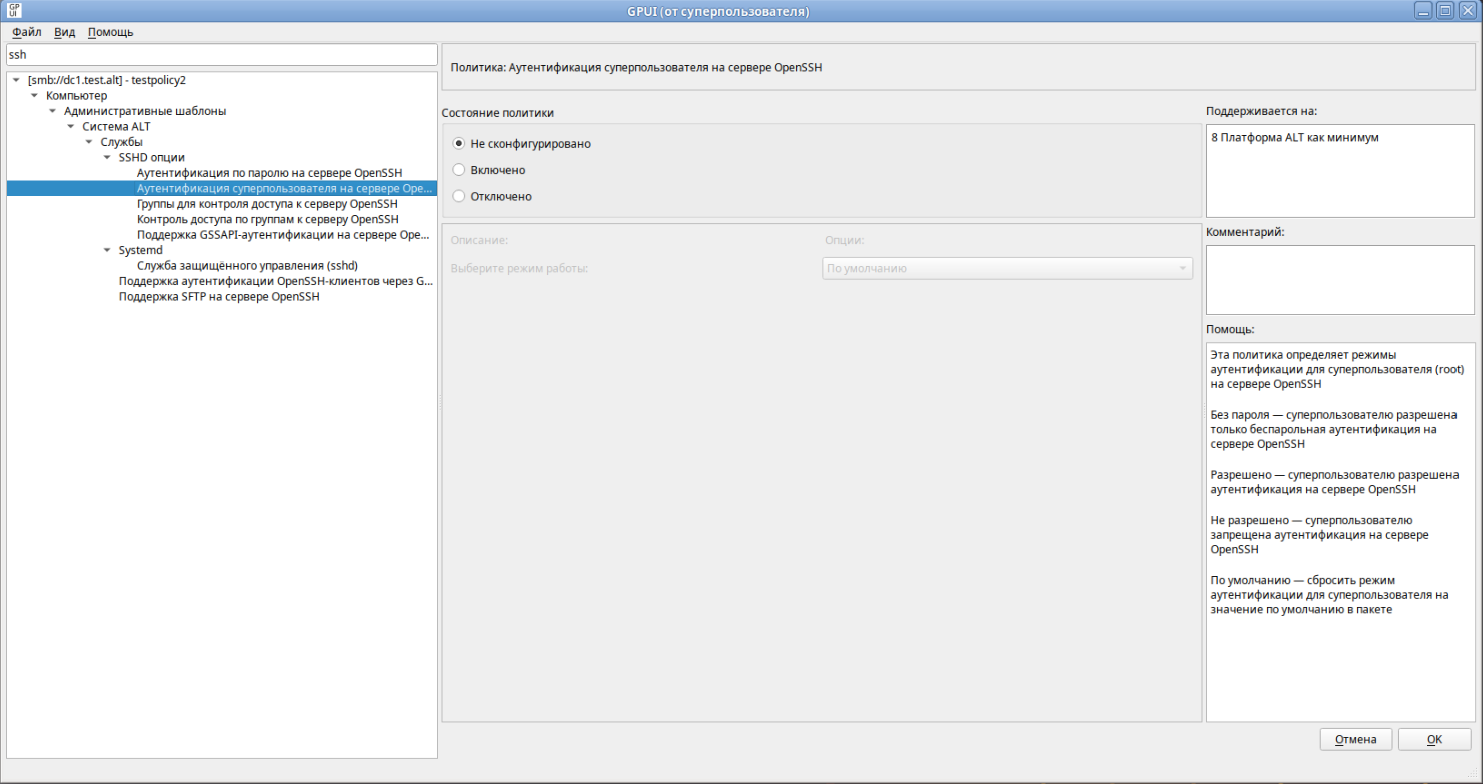 GPUI (от суперпользователя)
Файл Вид Помощь
ssh
[smb://dc1.test.alt] - testpolicy2
Компьютер
Административные шаблоны
Система ALT
Службы
SSHD опции
Аутентификация по паролю на сервере OpenSSH
Аутентификация суперпользователя на сервере Ope...
Группы для контроля доступа к серверу OpenSSH
Контроль доступа по группам к серверу OpenSSH
Поддержка GSSAPI-аутентификации на сервере Ope...
Systemd
Служба защищённого управления (sshd)
Поддержка аутентификации OpenSSH-клиентов через G...
Поддержка SFTP на сервере OpenSSH
Политика: Аутентификация суперпользователя на сервере OpenSSH
Состояние политики
Не сконфигурировано
Включено
Отключено
Описание:
Опции:
Выберите режим работы:
По умолчанию
Поддерживается на:
8 Платформа ALT как минимум
Комментарий:
Помощь:
Эта политика определяет режимы
аутентификации для суперпользователя (root)
на сервере OpenSSH
Без пароля — суперпользователю разрешена
только беспарольная аутентификация на
сервере OpenSSH
Разрешено — суперпользователю разрешена
аутентификация на сервере OpenSSH
Не разрешено — суперпользователю
запрещена аутентификация на сервере
OpenSSH
По умолчанию — сбросить режим
аутентификации для суперпользователя на
значение по умолчанию в пакете
Отмена
OK